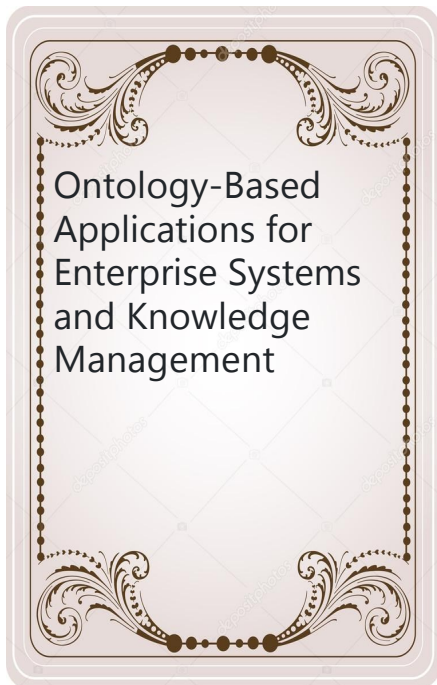 Ontology-Based
Applications for
Enterprise Systems
and Knowledge
Management